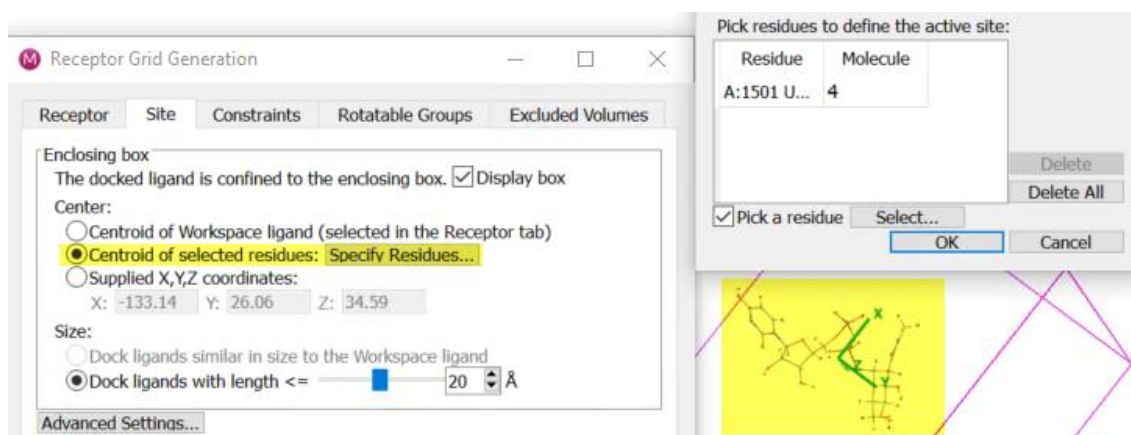 Receptor Grid Generation
Receptor Site Constraints Rotatable Groups Excluded Volumes
Enclosing box
The docked ligand is confined to the enclosing box. Display box
Center:
Centroid of Workspace ligand (selected in the Receptor tab)
Centroid of selected residues: Specify Residues...
Supplied X,Y,Z coordinates:
X: -133.14 Y: 26.06 Z: 34.59
Size:
Dock ligands similar in size to the Workspace ligand
Dock ligands with length <= 20 Å
Advanced Settings...
Pick residues to define the active site:
Residue Molecule
A:1501 U... 4
Delete
Delete All
Pick a residue Select...
OK Cancel
X
Z
Y